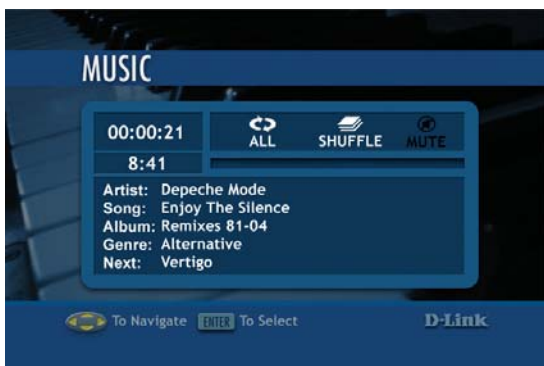 MUSIC
00:00:21
ALL
SHUFFLE
MUTE
8:41
Artist: Depeche Mode
Song: Enjoy The Silence
Album: Remixes 81-04
Genre: Alternative
Next: Vertigo
To Navigate ENTER To Select
D-Link